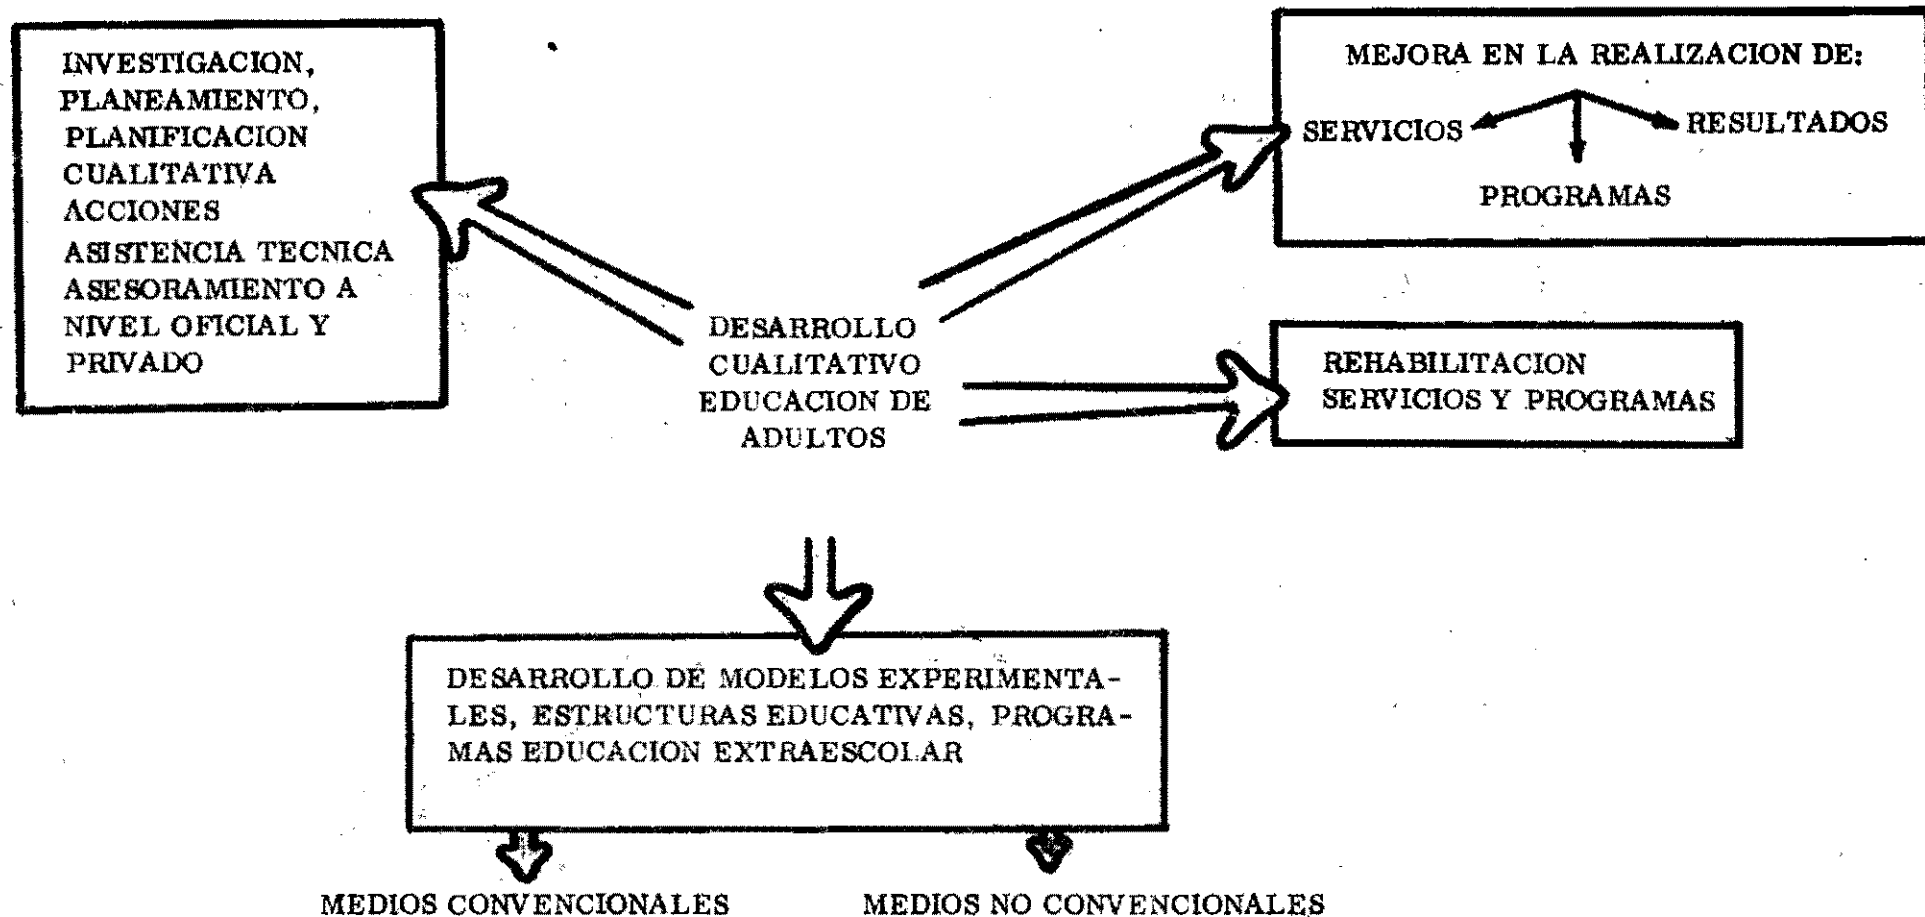 INVESTIGACION,
PLANEAMIENTO,
PLANIFICACION
CUALITATIVA
ACCIONES
ASISTENCIA TECNICA
ASESORAMIENTO A
NIVEL OFICIAL Y
PRIVADO
MEJORA EN LA REALIZACION DE:
SERVICIOS
RESULTADOS
PROGRAMAS
DESARROLLO
CUALITATIVO
EDUCACION DE
ADULTOS
REHABILITACION
SERVICIOS Y PROGRAMAS
DESARROLLO DE MODELOS EXPERIMENTA-
LES, ESTRUCTURAS EDUCATIVAS, PROGRA-
MAS EDUCACION EXTRAESCOLAR
MEDIOS CONVENCIONALES
MEDIOS NO CONVENCIONALES